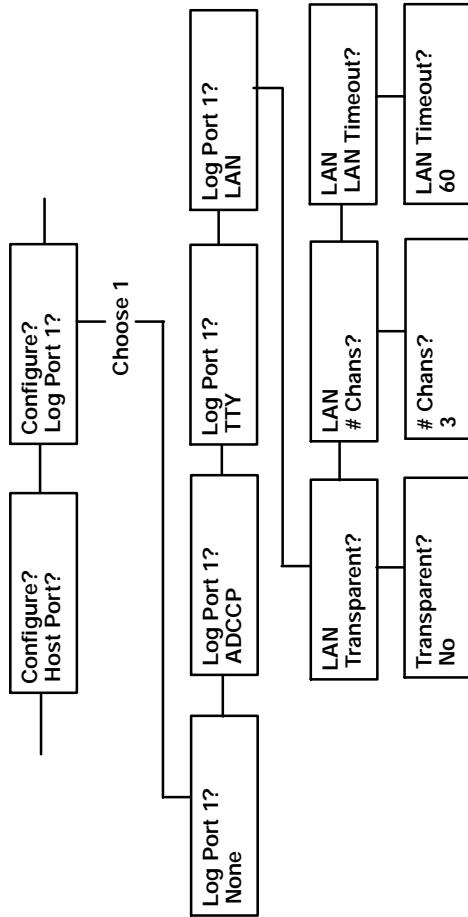 Configure?
Host Port?
Configure?
Log Port 1?
Choose 1
Log Port 1?
None
Log Port 1?
ADCCP
Log Port 1?
TTY
Log Port 1?
LAN
LAN
Transparent?
LAN
# Chans?
LAN
LAN Timeout?
Transparent?
No
# Chans?
3
LAN Timeout?
60